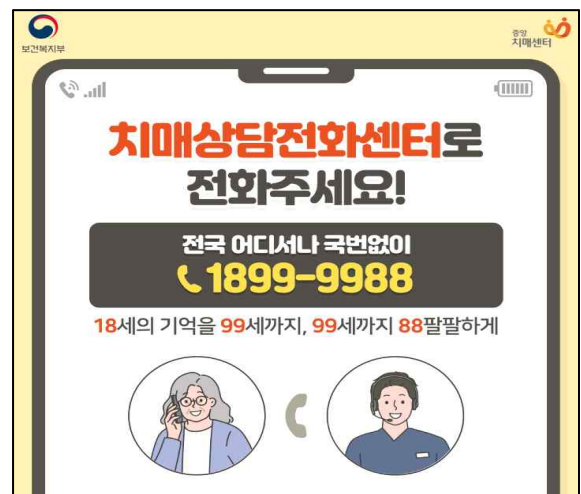 보건복지부
중앙
치매센터
치매상담전화센터로
전화주세요!
전국 어디서나 국번없이
1899-9988
18세의 기억을 99세까지, 99세까지 88팔팔하게